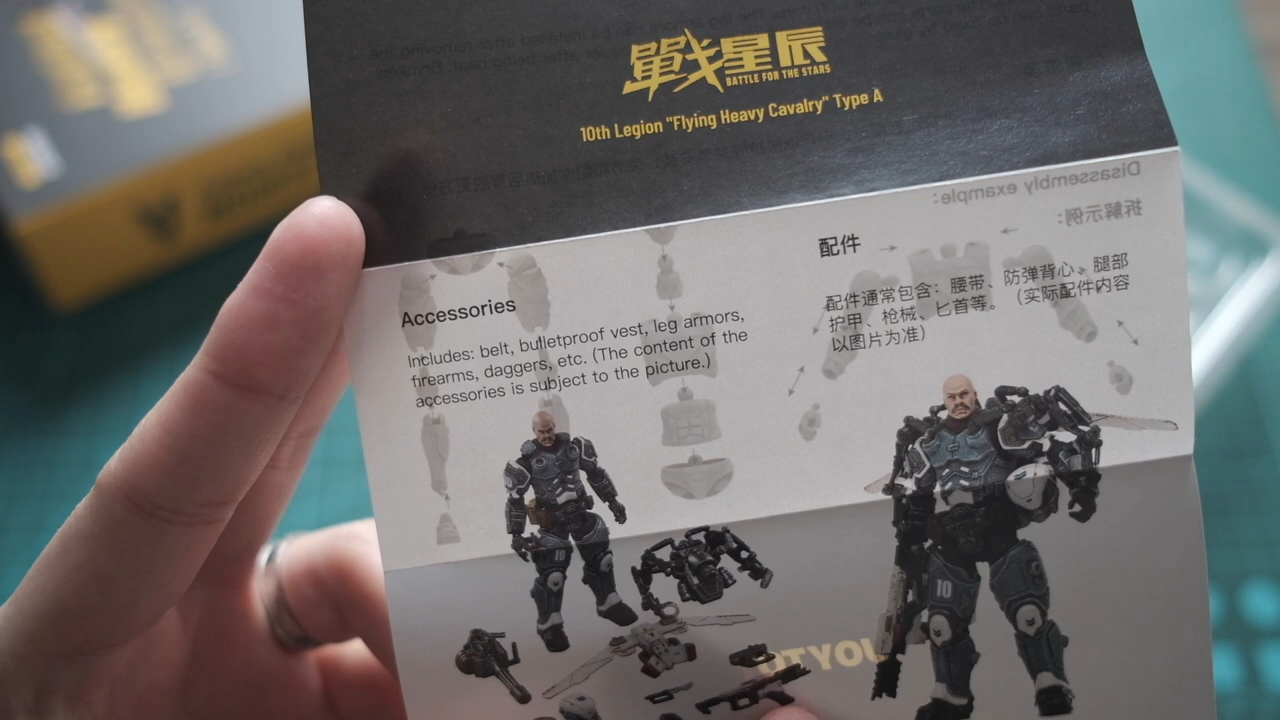 戰星辰
BATTLE FOR THE STARS
10th Legion "Flying Heavy Cavalry" Type A
Disassembly example:
拆解示例:
Accessories
Includes: belt, bulletproof vest, leg armors,
firearms, daggers, etc. (The content of the
accessories is subject to the picture.)
配件
配件通常包含：腰带、防弹背心、腿部
护甲、枪械、匕首等。（实际配件内容
以图片为准）
10
10
JOYTO